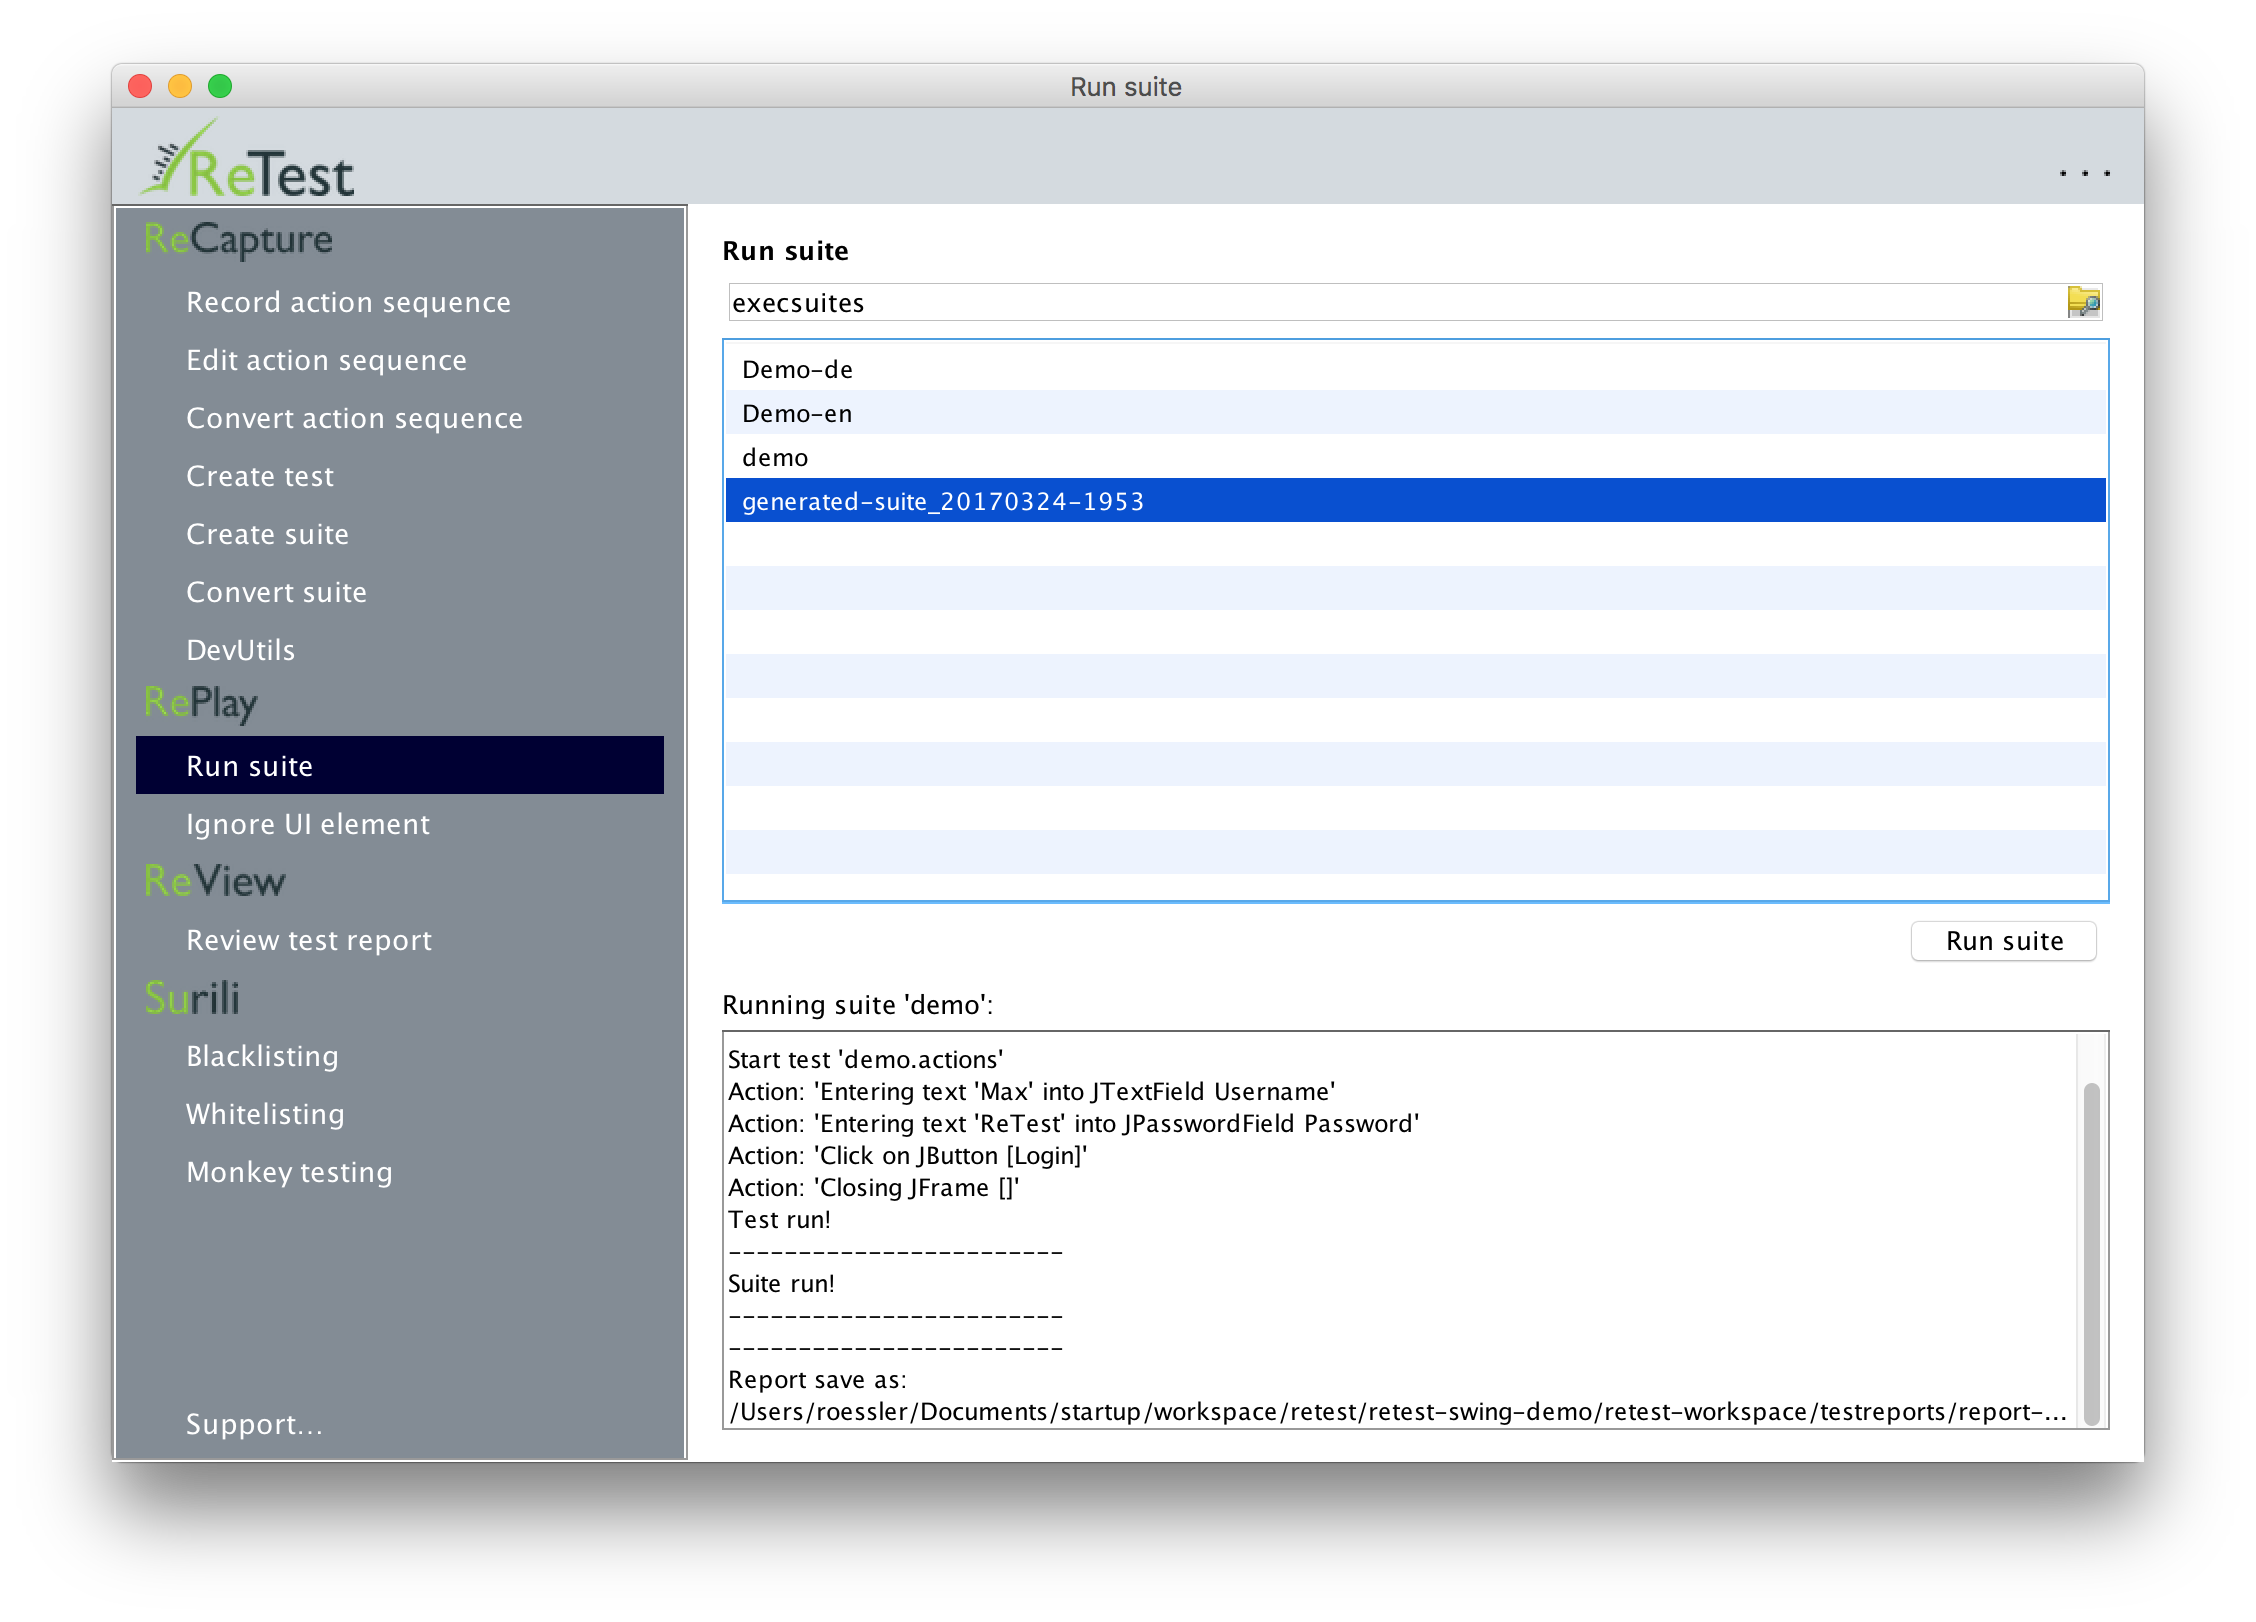 Run suite
ReTest
...
ReCapture
Record action sequence
Edit action sequence
Convert action sequence
Create test
Create suite
Convert suite
DevUtils
RePlay
Run suite
Ignore UI element
ReView
Review test report
Surili
Blacklisting
Whitelisting
Monkey testing
Support...
Run suite
execsuites
Demo-de
Demo-en
demo
generated-suite_20170324-1953
Run suite
Running suite 'demo':
Start test 'demo.actions'
Action: 'Entering text 'Max' into JTextField Username'
Action: 'Entering text 'ReTest' into JPasswordField Password'
Action: 'Click on JButton [Login]'
Action: 'Closing JFrame []'
Test run!
------------------------
Suite run!
------------------------
------------------------
Report save as:
/Users/roessler/Documents/startup/workspace/retest/retest-swing-demo/retest-workspace/testreports/report-...